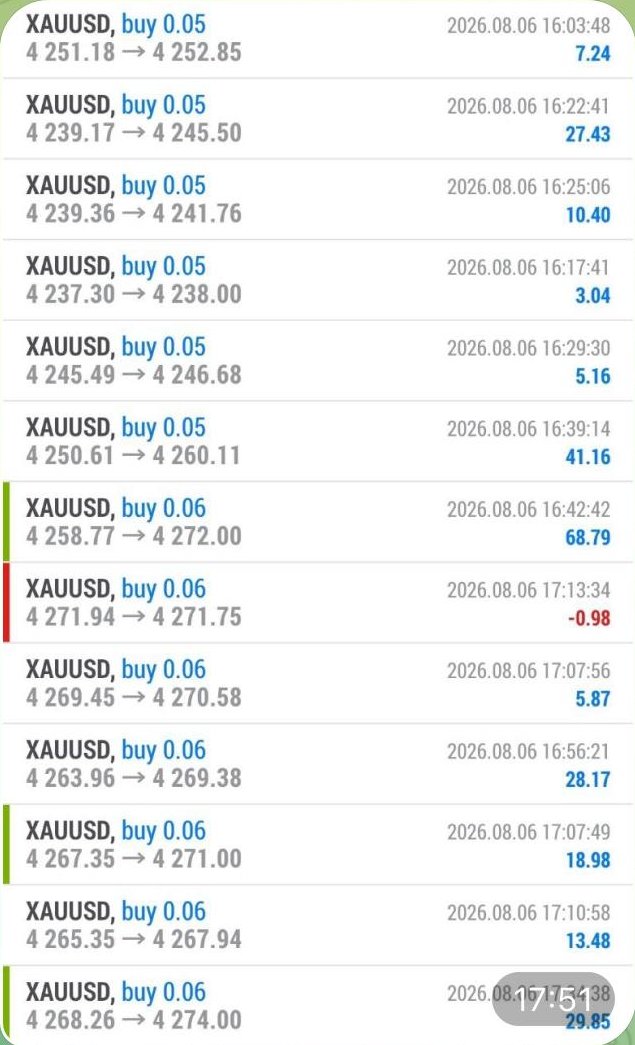 XAUUSD, buy 0.05 2026.08.06 16:03:48
4 251.18 → 4 252.85 7.24
XAUUSD, buy 0.05 2026.08.06 16:22:41
4 239.17 → 4 245.50 27.43
XAUUSD, buy 0.05 2026.08.06 16:25:06
4 239.36 → 4 241.76 10.40
XAUUSD, buy 0.05 2026.08.06 16:17:41
4 237.30 → 4 238.00 3.04
XAUUSD, buy 0.05 2026.08.06 16:29:30
4 245.49 → 4 246.68 5.16
XAUUSD, buy 0.05 2026.08.06 16:39:14
4 250.61 → 4 260.11 41.16
XAUUSD, buy 0.06 2026.08.06 16:42:42
4 258.77 → 4 272.00 68.79
XAUUSD, buy 0.06 2026.08.06 17:13:34
4 271.94 → 4 271.75 -0.98
XAUUSD, buy 0.06 2026.08.06 17:07:56
4 269.45 → 4 270.58 5.87
XAUUSD, buy 0.06 2026.08.06 16:56:21
4 263.96 → 4 269.38 28.17
XAUUSD, buy 0.06 2026.08.06 17:07:49
4 267.35 → 4 271.00 18.98
XAUUSD, buy 0.06 2026.08.06 17:10:58
4 265.35 → 4 267.94 13.48
XAUUSD, buy 0.06 2026.08.06
17:51
4 268.26 → 4 274.00 29.85